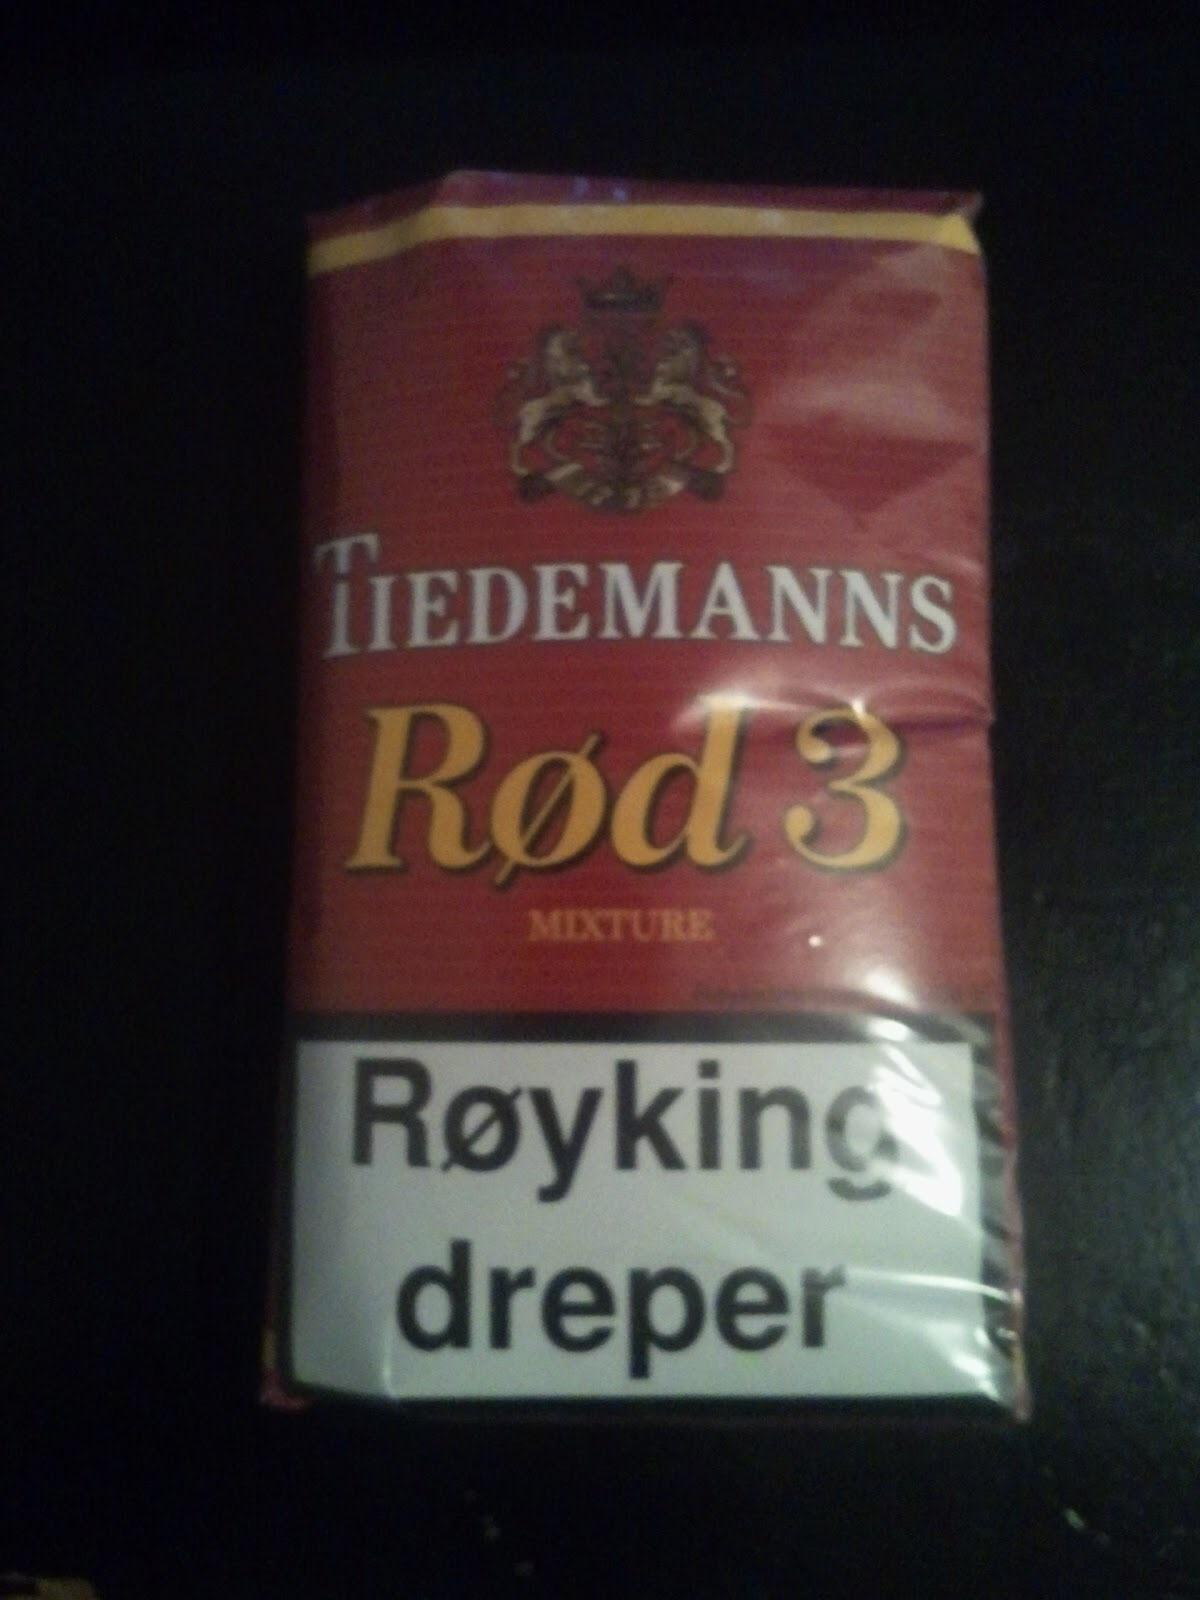 TIEDEMANNS
Rød 3
MIXTURE
Røyking
dreper